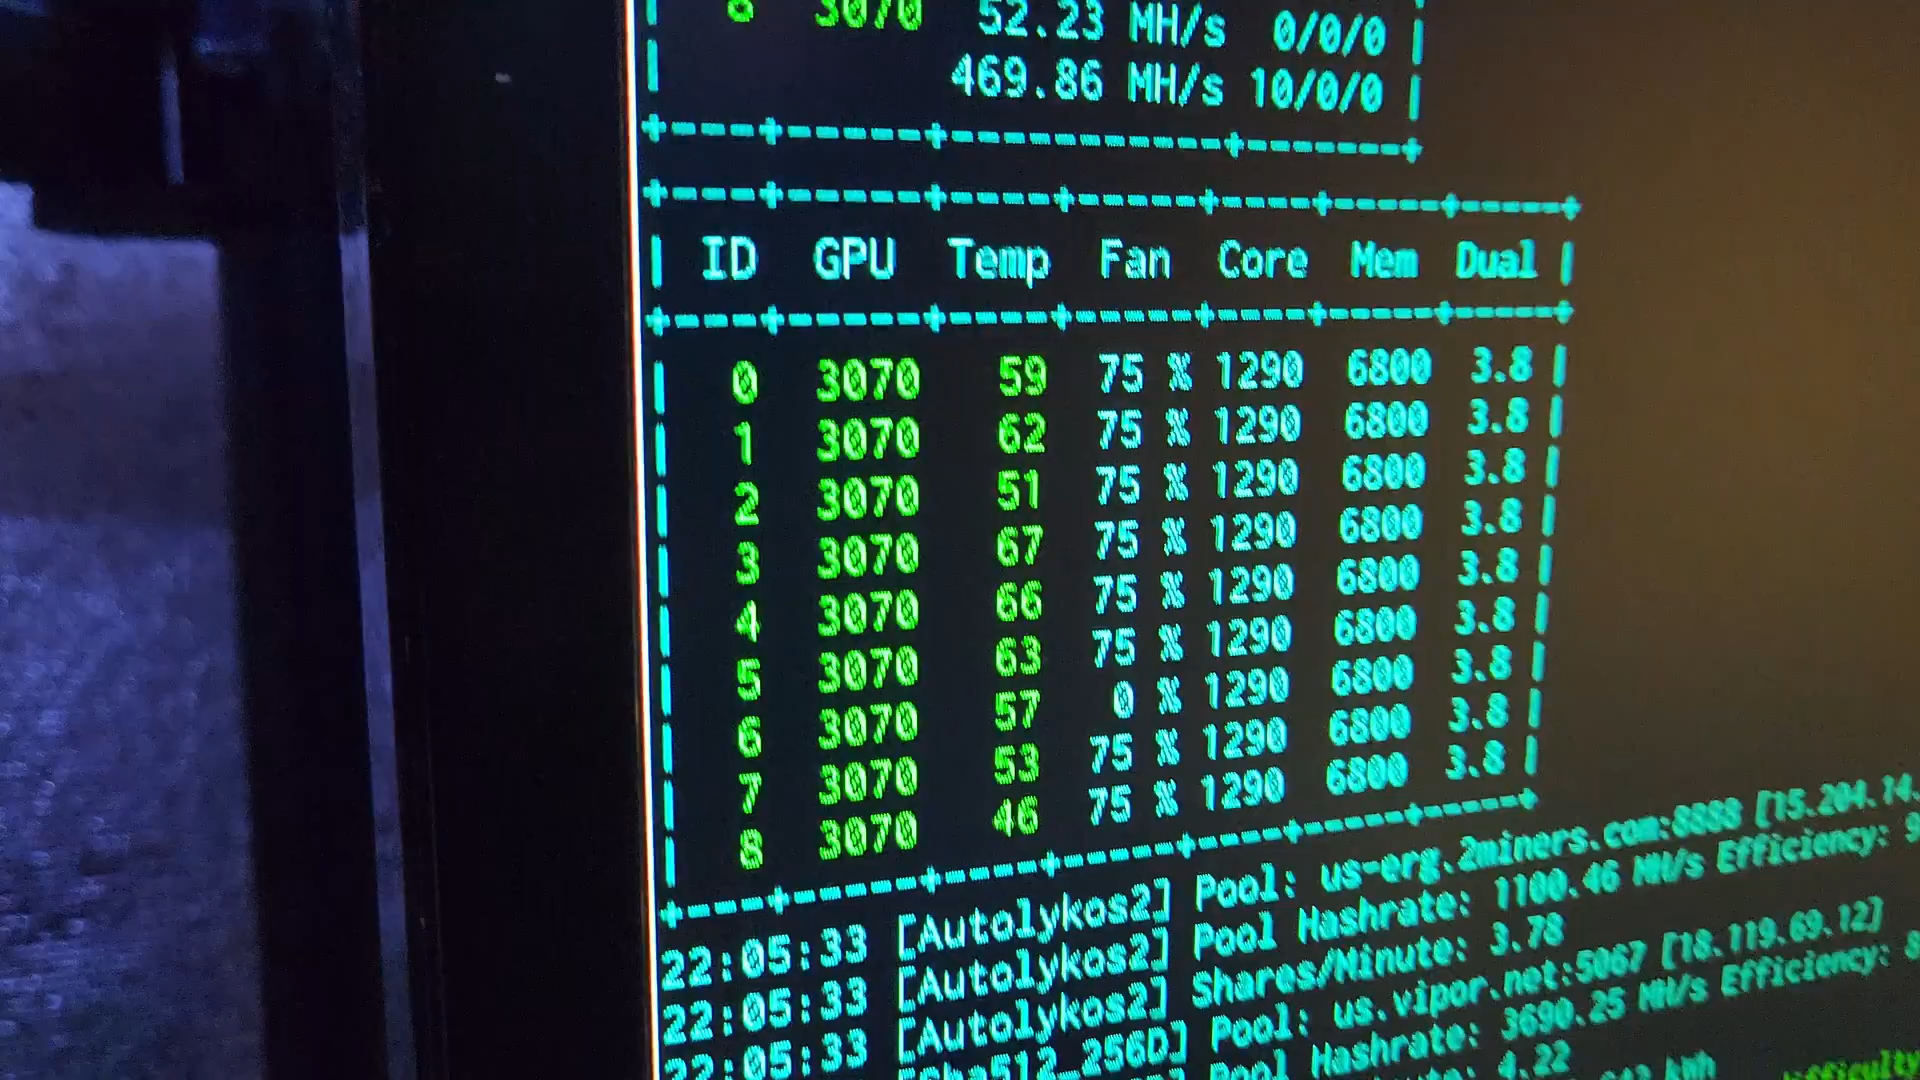 8 3070 52.23 MH/s 0/0/0 |
| 469.86 MH/s 10/0/0 |
+----+------+------------+-------+
+----+------+-----+------+----+-----+-----+
| ID GPU Temp Fan Core Mem Dual |
+----+------+-----+------+----+-----+-----+
| 0 3070 59 75 % 1290 6800 3.8 |
| 1 3070 62 75 % 1290 6800 3.8 |
| 2 3070 51 75 % 1290 6800 3.8 |
| 3 3070 67 75 % 1290 6800 3.8 |
| 4 3070 66 75 % 1290 6800 3.8 |
| 5 3070 63 75 % 1290 6800 3.8 |
| 6 3070 57 0 % 1290 6800 3.8 |
| 7 3070 53 75 % 1290 6800 3.8 |
| 8 3070 46 75 % 1290 6800 3.8 |
+----+------+-----+------+----+-----+-----+
22:05:33 [Autolykos2] Pool: us-erg.2miners.com:8888 [15.204.14.
22:05:33 [Autolykos2] Pool Hashrate: 1100.46 MH/s Efficiency: 9
22:05:33 [Autolykos2] Shares/Minute: 3.78
22:05:33 [Sha512_256D] Pool: us.vipor.net:5067 [18.119.69.12]
Pool Hashrate: 3690.25 MH/s Efficiency: 8
4.22
kWh
difficulty